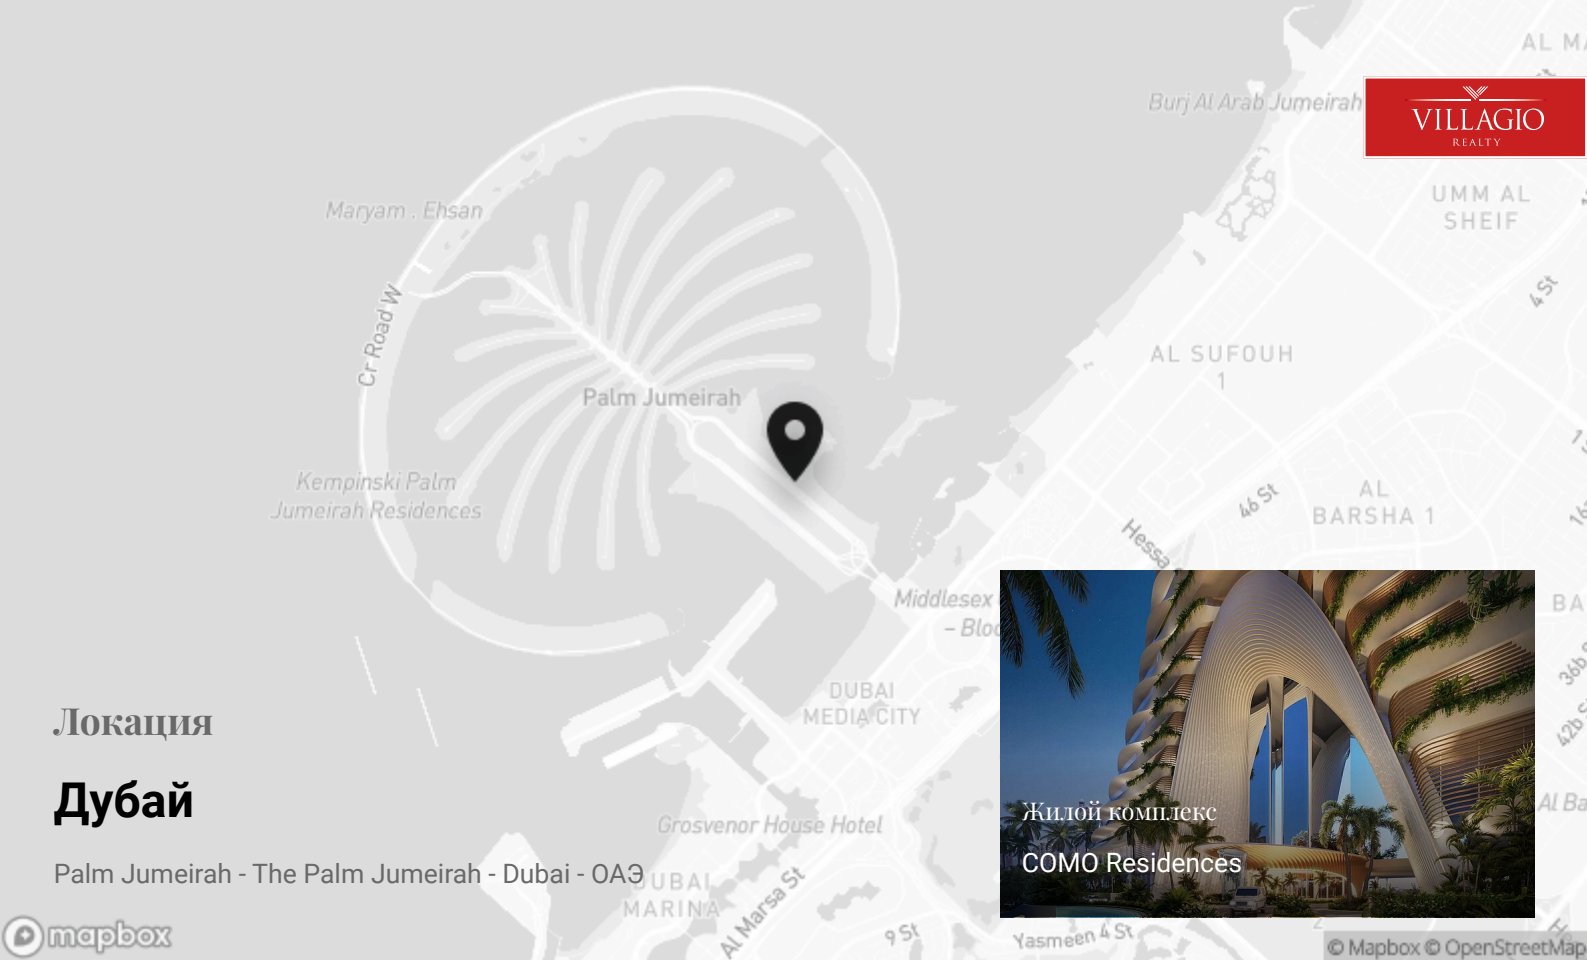 AL
Burj Al Arab Jumeirah
VILLAGIO
REALTY
Maryam . Ehsan
UMM AL
SHEIF
4 St
Cr Road W
AL SUFOUH
1
Palm Jumeirah
Kempinski Palm
Jumeirah Residences
46 St
AL
BARSHA 1
Hessa
Middlesex
– Bloc
DUBAI
MEDIA CITY
36b
42b
Al Ba
Локация
Дубай
Palm Jumeirah - The Palm Jumeirah - Dubai - ОАЭ
Grosvenor House Hotel
DUBAI
MARINA
Al Marsa St
9 St
Yasmeen 4 St
Жилой комплекс
COMO Residences
mapbox
© Mapbox © OpenStreetMap